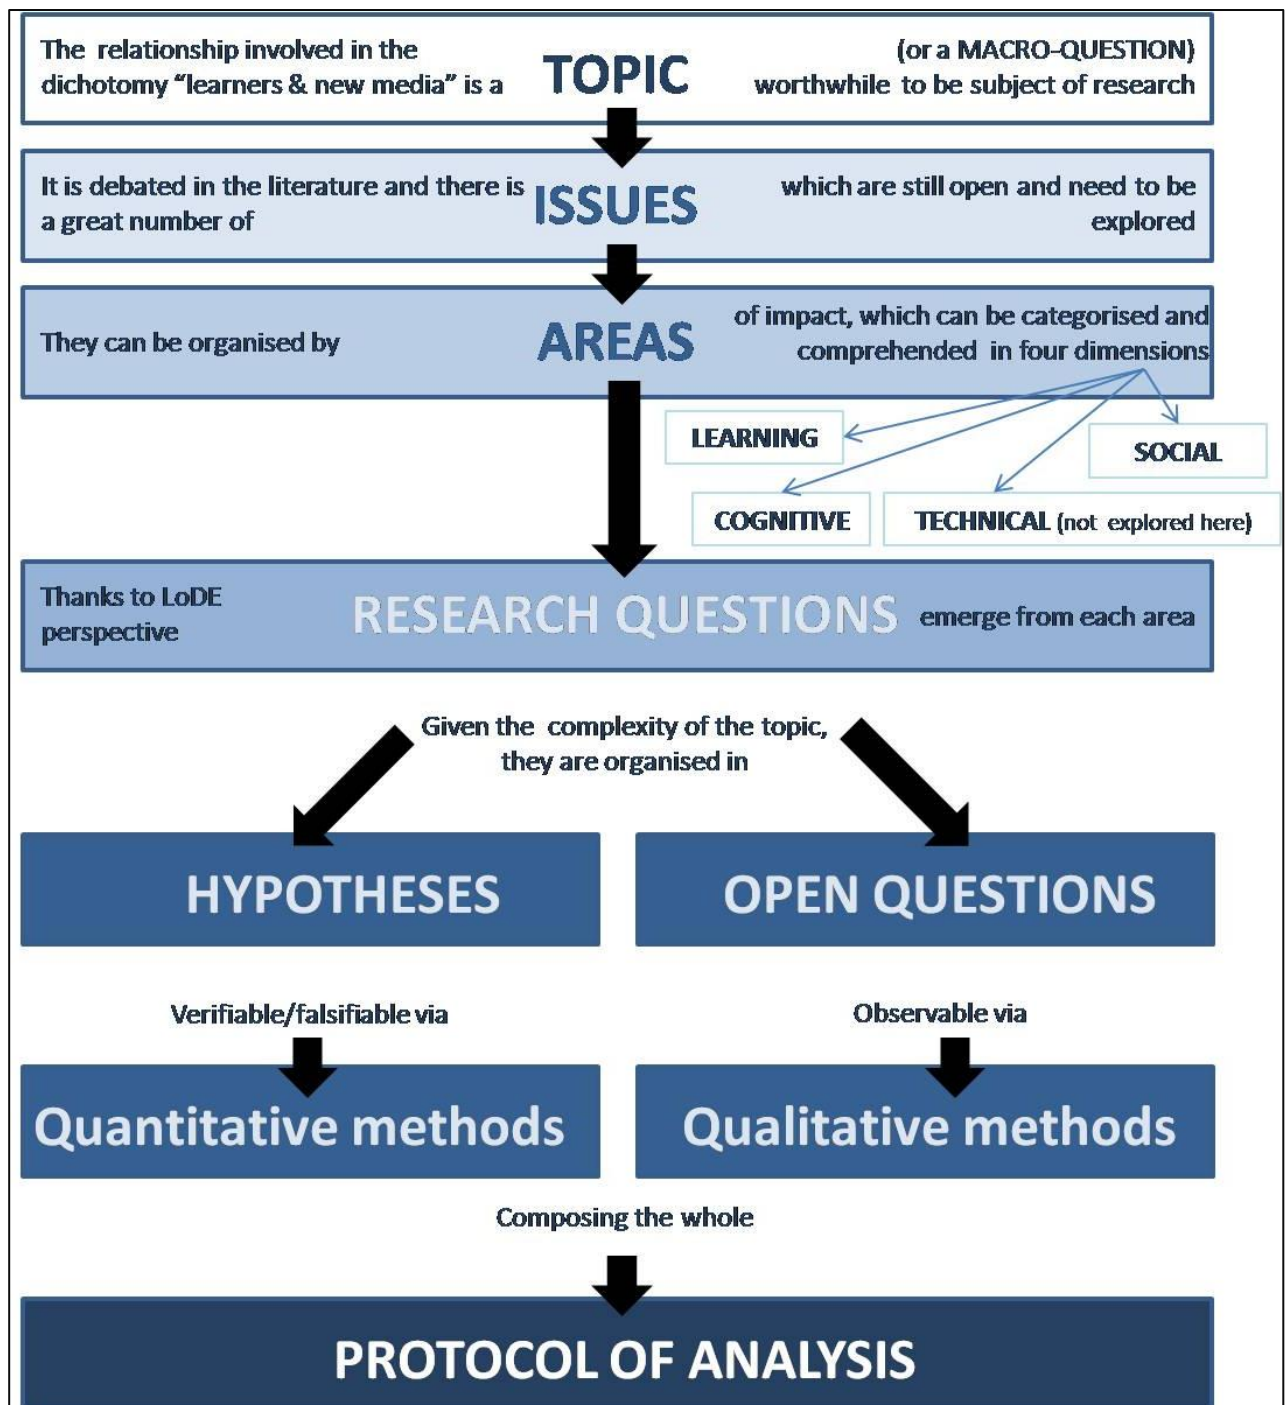 The relationship involved in the
dichotomy “learners & new media” is a
TOPIC
(or a MACRO-QUESTION)
worthwhile to be subject of research
It is debated in the literature and there is
a great number of
ISSUES
which are still open and need to be
explored
They can be organised by
AREAS
of impact, which can be categorised and
comprehended in four dimensions
LEARNING
SOCIAL
COGNITIVE
TECHNICAL (not explored here)
Thanks to LoDE
perspective
RESEARCH QUESTIONS
emerge from each area
Given the complexity of the topic,
they are organised in
HYPOTHESES
OPEN QUESTIONS
Verifiable/falsifiable via
Observable via
Quantitative methods
Qualitative methods
Composing the whole
PROTOCOL OF ANALYSIS